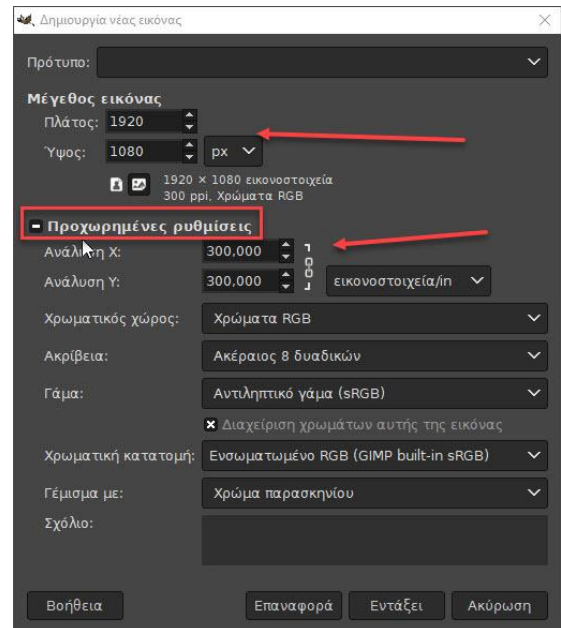 Δημιουργία νέας εικόνας
Πρότυπο:
Μέγεθος εικόνας
Πλάτος: 1920
Ύψος: 1080 px
1920 × 1080 εικονοστοιχεία
300 ppi, Χρώματα RGB
Προχωρημένες ρυθμίσεις
Ανάλυση X: 300,000
Ανάλυση Y: 300,000 εικονοστοιχεία/in
Χρωματικός χώρος: Χρώματα RGB
Ακρίβεια: Ακέραιος 8 δυαδικών
Γάμα: Αντιληπτικό γάμα (sRGB)
Διαχείριση χρωμάτων αυτής της εικόνας
Χρωματική κατατομή: Ενσωματωμένο RGB (GIMP built-in sRGB)
Γέμισμα με: Χρώμα παρασκηνίου
Σχόλιο:
Βοήθεια Επαναφορά Εντάξει Ακύρωση